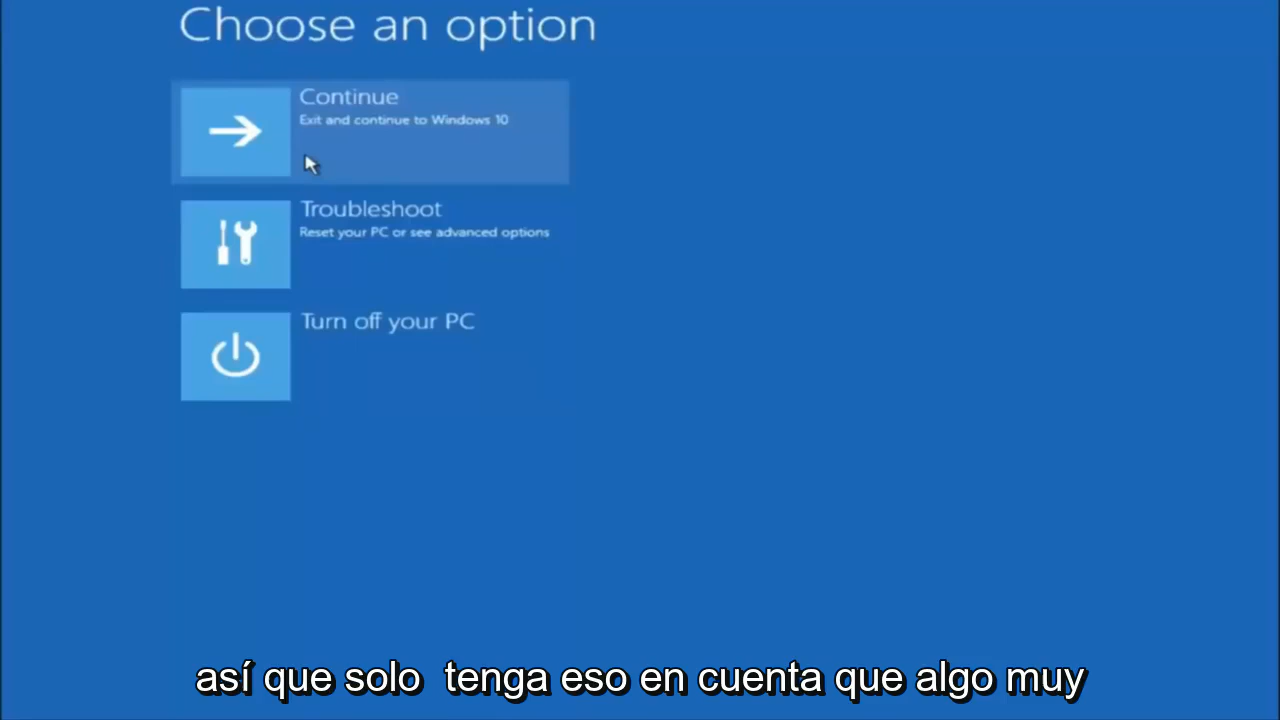 Choose an option
Continue
Exit and continue to Windows 10
Troubleshoot
Reset your PC or see advanced options
Turn off your PC
así que solo tenga eso en cuenta que algo muy